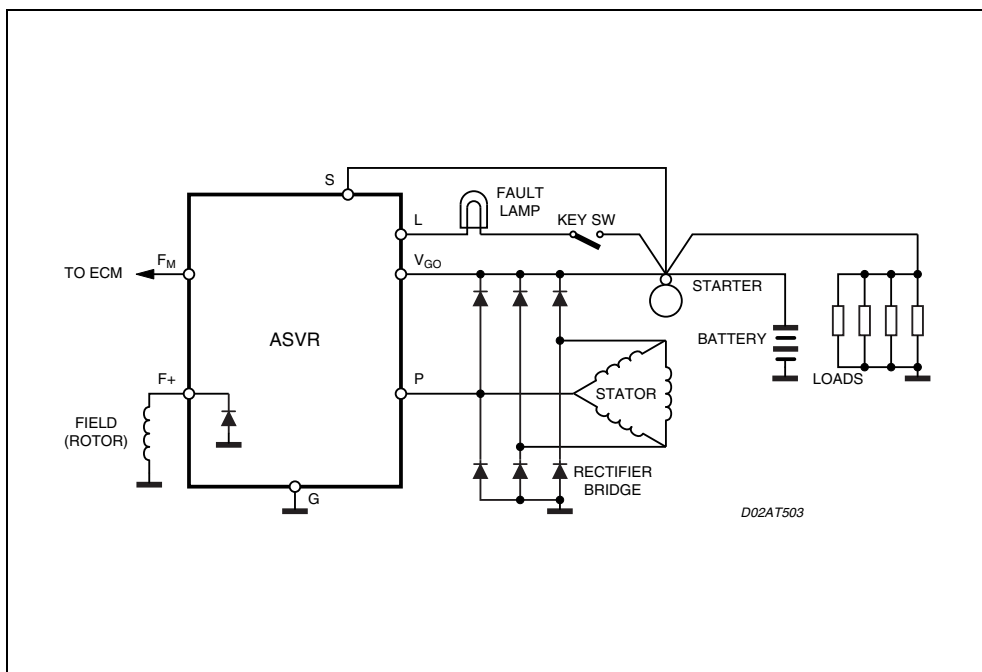 S
FAULT
LAMP
L
KEY SW
V_GO
F_M
TO ECM
STARTER
ASVR
BATTERY
F+
P
STATOR
LOADS
FIELD
(ROTOR)
RECTIFIER
BRIDGE
G
D02AT503